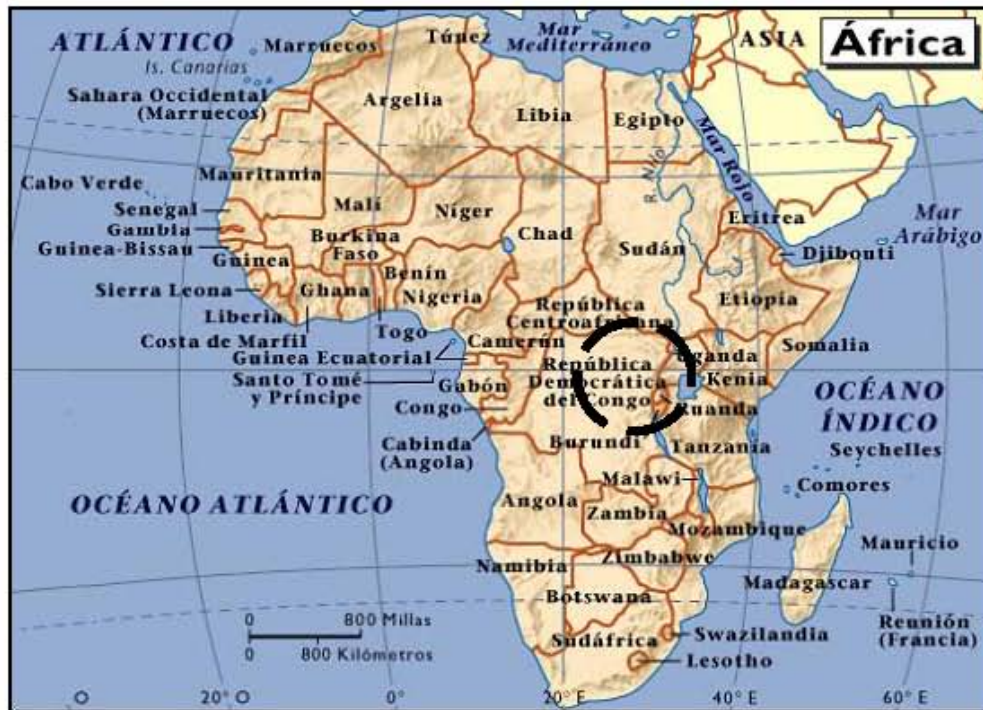 África
ATLÁNTICO
Is. Canarias
Marruecos
Túnez
Mar
Mediterráneo
ASIA
Sahara Occidental
(Marruecos)
Argelia
Libia
Egipto
Mar Rojo
R. Nilo
Cabo Verde
Mauritania
Malí
Níger
Chad
Sudán
Eritrea
Mar
Arábigo
Senegal
Gambia
Guinea-Bissau
Guinea
Burkina
Faso
Benín
Nigeria
Djibouti
Sierra Leona
Ghana
Etiopia
Liberia
Costa de Marfil
Togo
República
Centroafricana
Somalia
Camerún
Guinea Ecuatorial
Santo Tomé
y Príncipe
Gabón
Congo
República
Democrática
del Congo
Uganda
Kenia
Ruanda
OCÉANO
ÍNDICO
Cabinda
(Angola)
Burundi
Tanzanía
Seychelles
Malawi
Comores
OCÉANO ATLÁNTICO
Angola
Zambia
Mozambique
Mauricio
Namibia
Zimbabwe
Madagascar
Botswana
Reunión
(Francia)
0 800 Millas
0 800 Kilómetros
Sudáfrica
Swazilandia
Lesotho
20° 0° 20° E 40° E 60° E